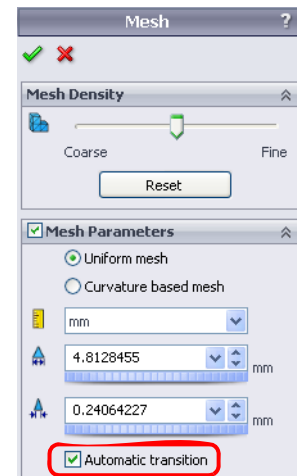 Mesh ?
Mesh Density
Coarse Fine
Reset
Mesh Parameters
Uniform mesh
Curvature based mesh
mm
4.8128455 mm
0.24064227 mm
Automatic transition